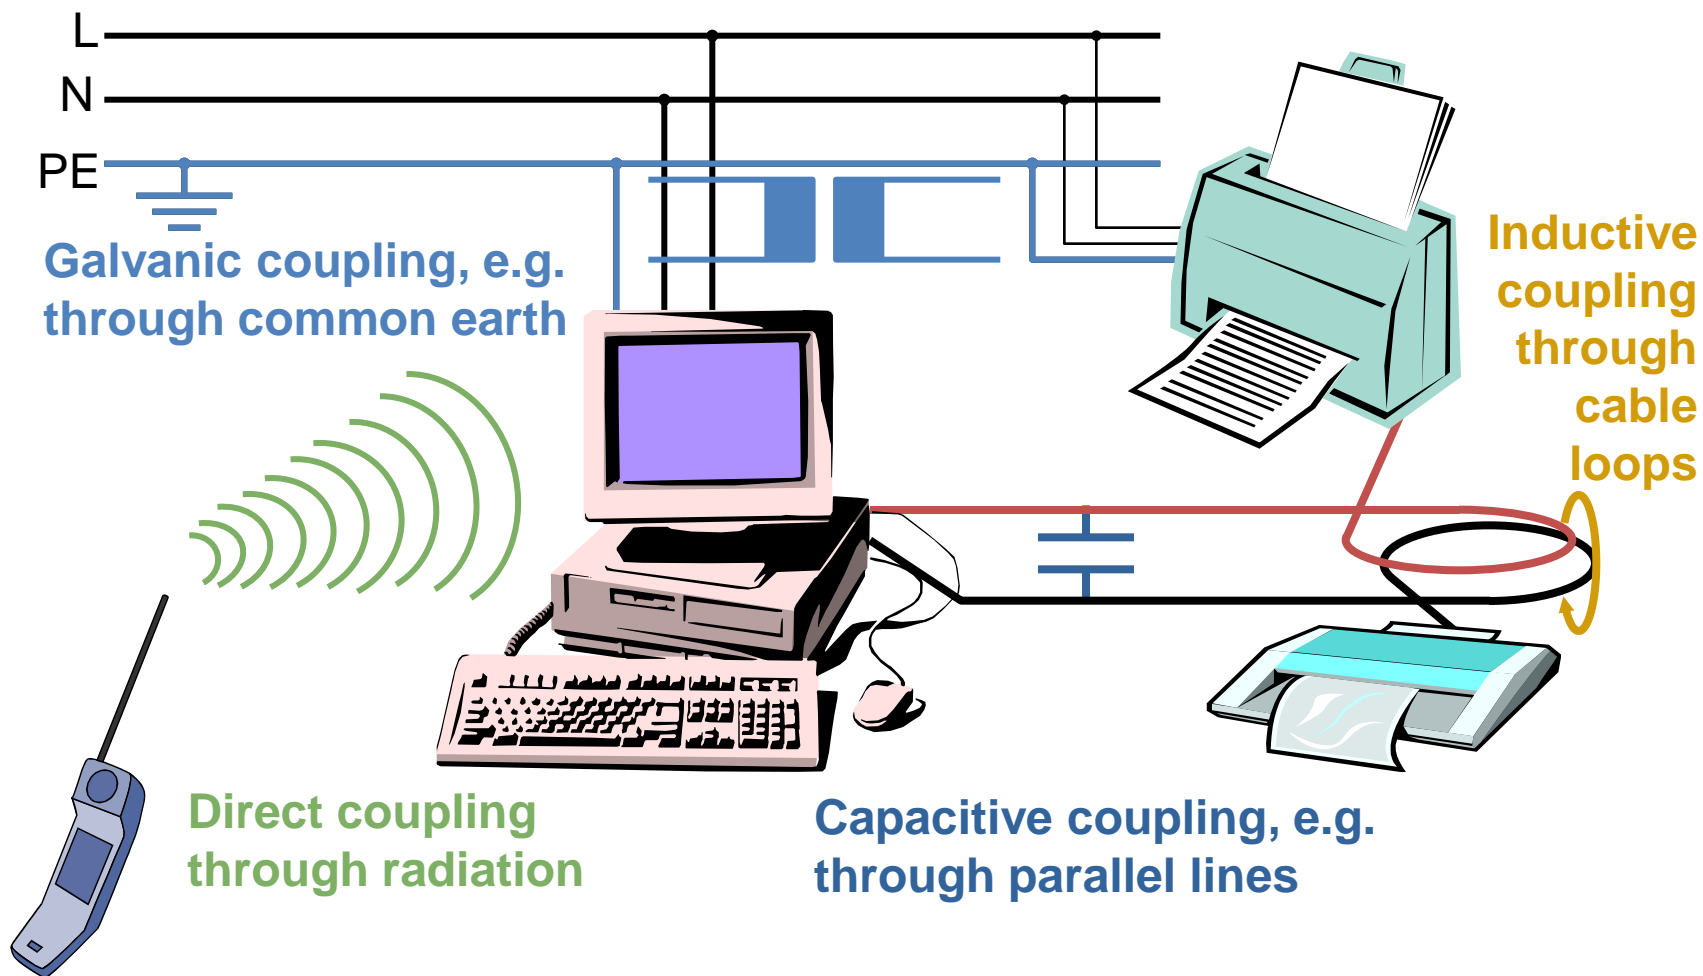 L
N
PE
Galvanic coupling, e.g.
through common earth
Inductive
coupling
through
cable
loops
Direct coupling
through radiation
Capacitive coupling, e.g.
through parallel lines